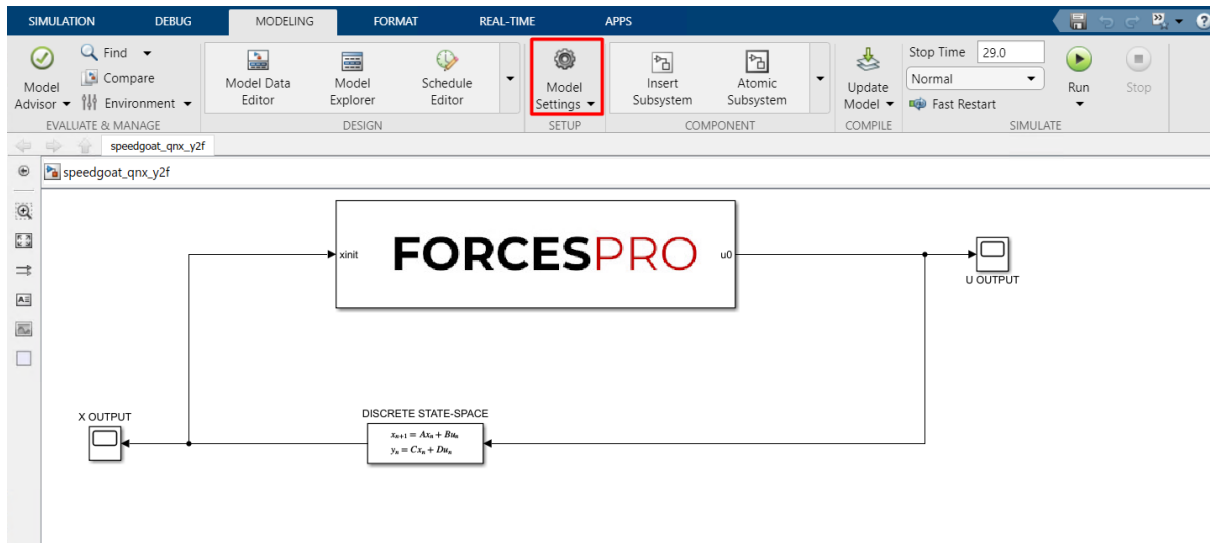 SIMULATION DEBUG MODELING FORMAT REAL-TIME APPS
Find
Compare
Environment
Model
Advisor
Model Data
Editor
Model
Explorer
Schedule
Editor
Model
Settings
Insert
Subsystem
Atomic
Subsystem
Update
Model
Stop Time 29.0
Normal
Fast Restart
Run
Stop
EVALUATE & MANAGE DESIGN SETUP COMPONENT COMPILE SIMULATE
speedgoat_qnx_y2f
speedgoat_qnx_y2f
xinit FORCESPRO u0
U OUTPUT
X OUTPUT
DISCRETE STATE-SPACE
xₙ₊₁ = Axₙ + Buₙ
yₙ = Cxₙ + Duₙ